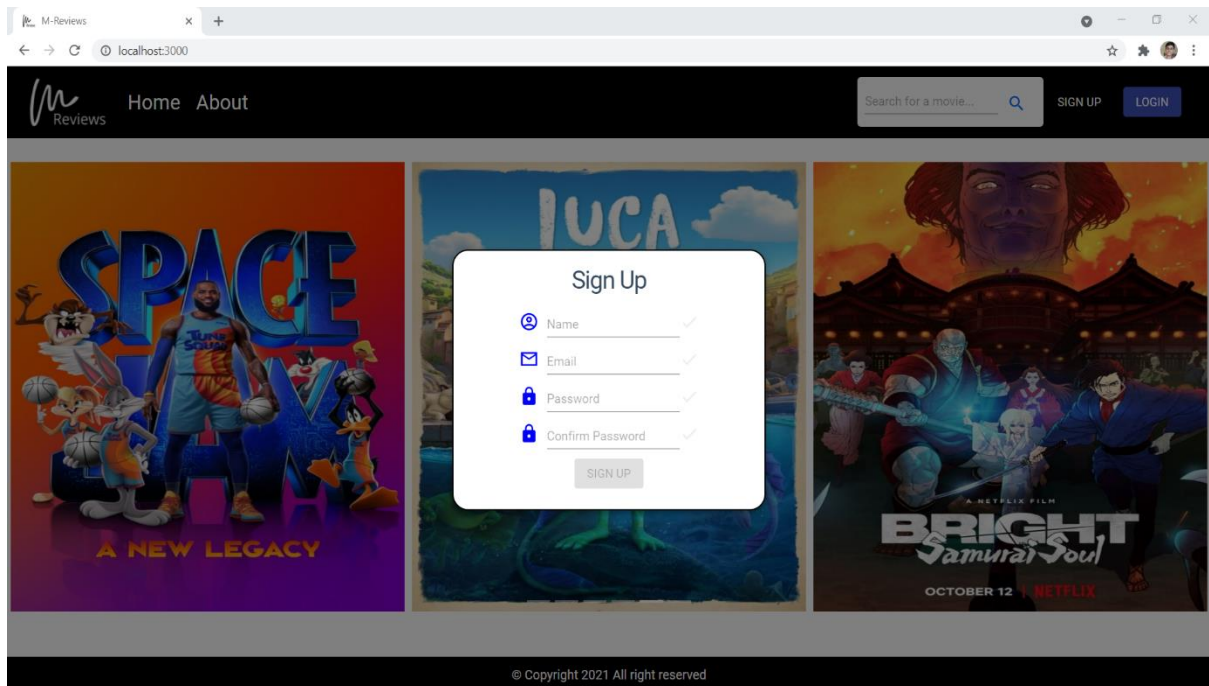 M-Reviews
localhost:3000
M
Reviews
Home About
Search for a movie...
SIGN UP
LOGIN
SPACE
JAM
TUNE
SQUAD
A NEW LEGACY
LUCA
Sign Up
Name
Email
Password
Confirm Password
SIGN UP
A NETFLIX FILM
BRIGHT
Samurai Soul
OCTOBER 12 | NETFLIX
© Copyright 2021 All right reserved